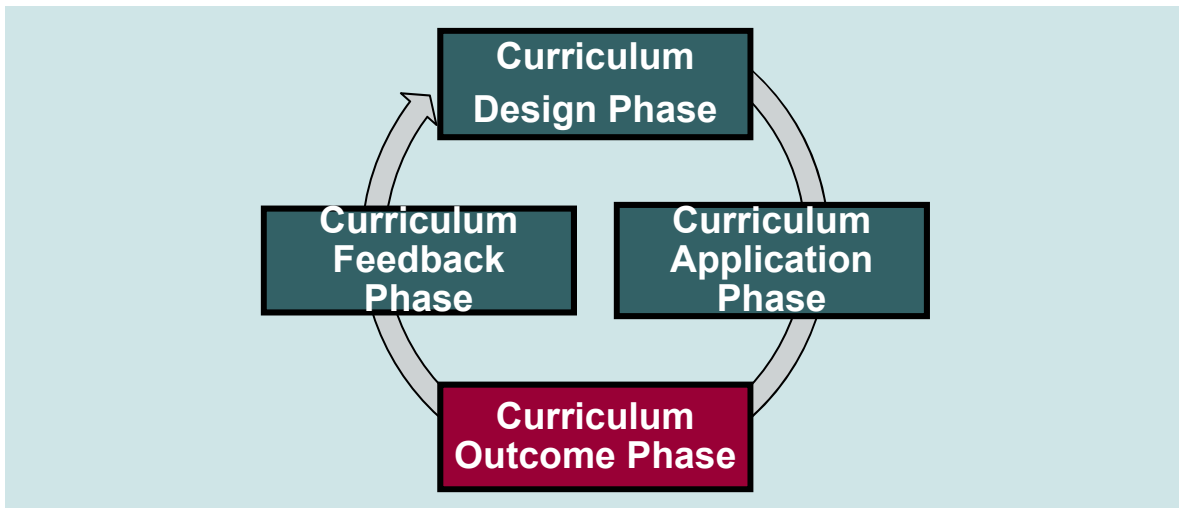 Curriculum
Design Phase
Curriculum
Feedback
Phase
Curriculum
Application
Phase
Curriculum
Outcome Phase